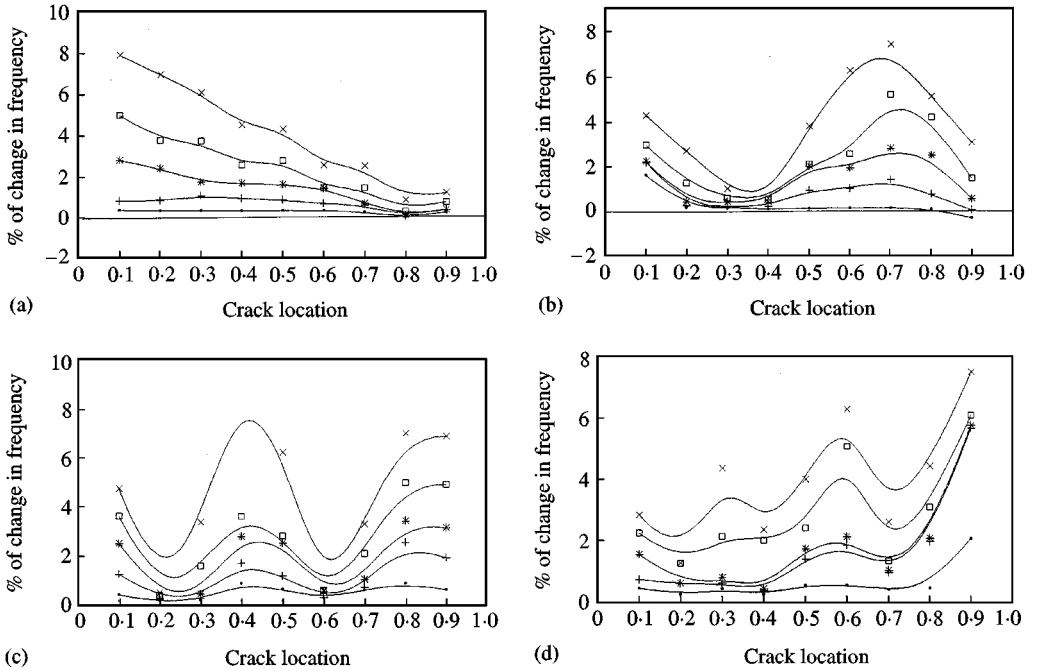 % of change in frequency
10
8
6
4
2
0
−2
0 0·1 0·2 0·3 0·4 0·5 0·6 0·7 0·8 0·9 1·0
(a) Crack location
% of change in frequency
8
6
4
2
0
−2
0 0·1 0·2 0·3 0·4 0·5 0·6 0·7 0·8 0·9 1·0
(b) Crack location
% of change in frequency
10
8
6
4
2
0
0·1 0·2 0·3 0·4 0·5 0·6 0·7 0·8 0·9 1·0
(c) Crack location
% of change in frequency
8
6
4
2
0
0 0·1 0·2 0·3 0·4 0·5 0·6 0·7 0·8 0·9 1·0
(d) Crack location